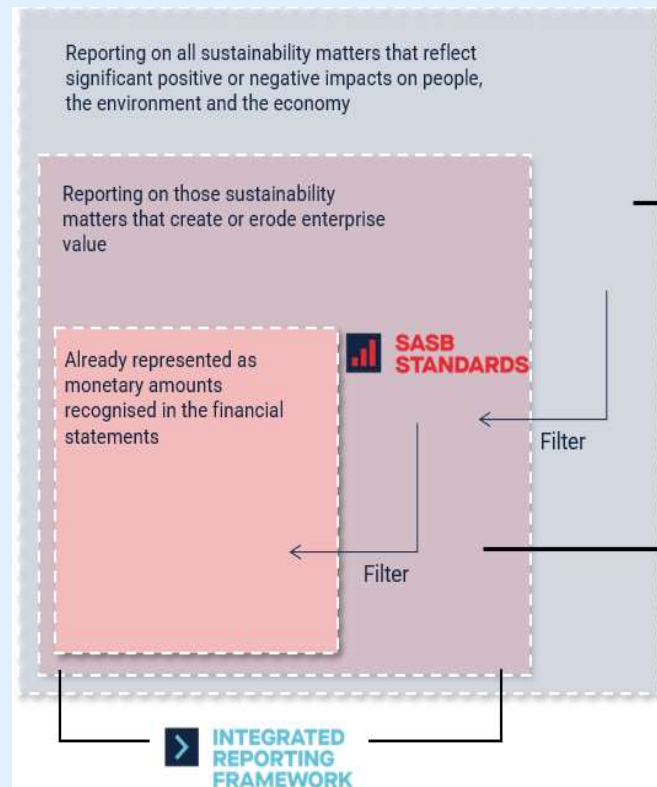 Reporting on all sustainability matters that reflect
significant positive or negative impacts on people,
the environment and the economy
Reporting on those sustainability
matters that create or erode enterprise
value
SASB
STANDARDS
Already represented as
monetary amounts
recognised in the financial
statements
Filter
Filter
INTEGRATED
REPORTING
FRAMEWORK